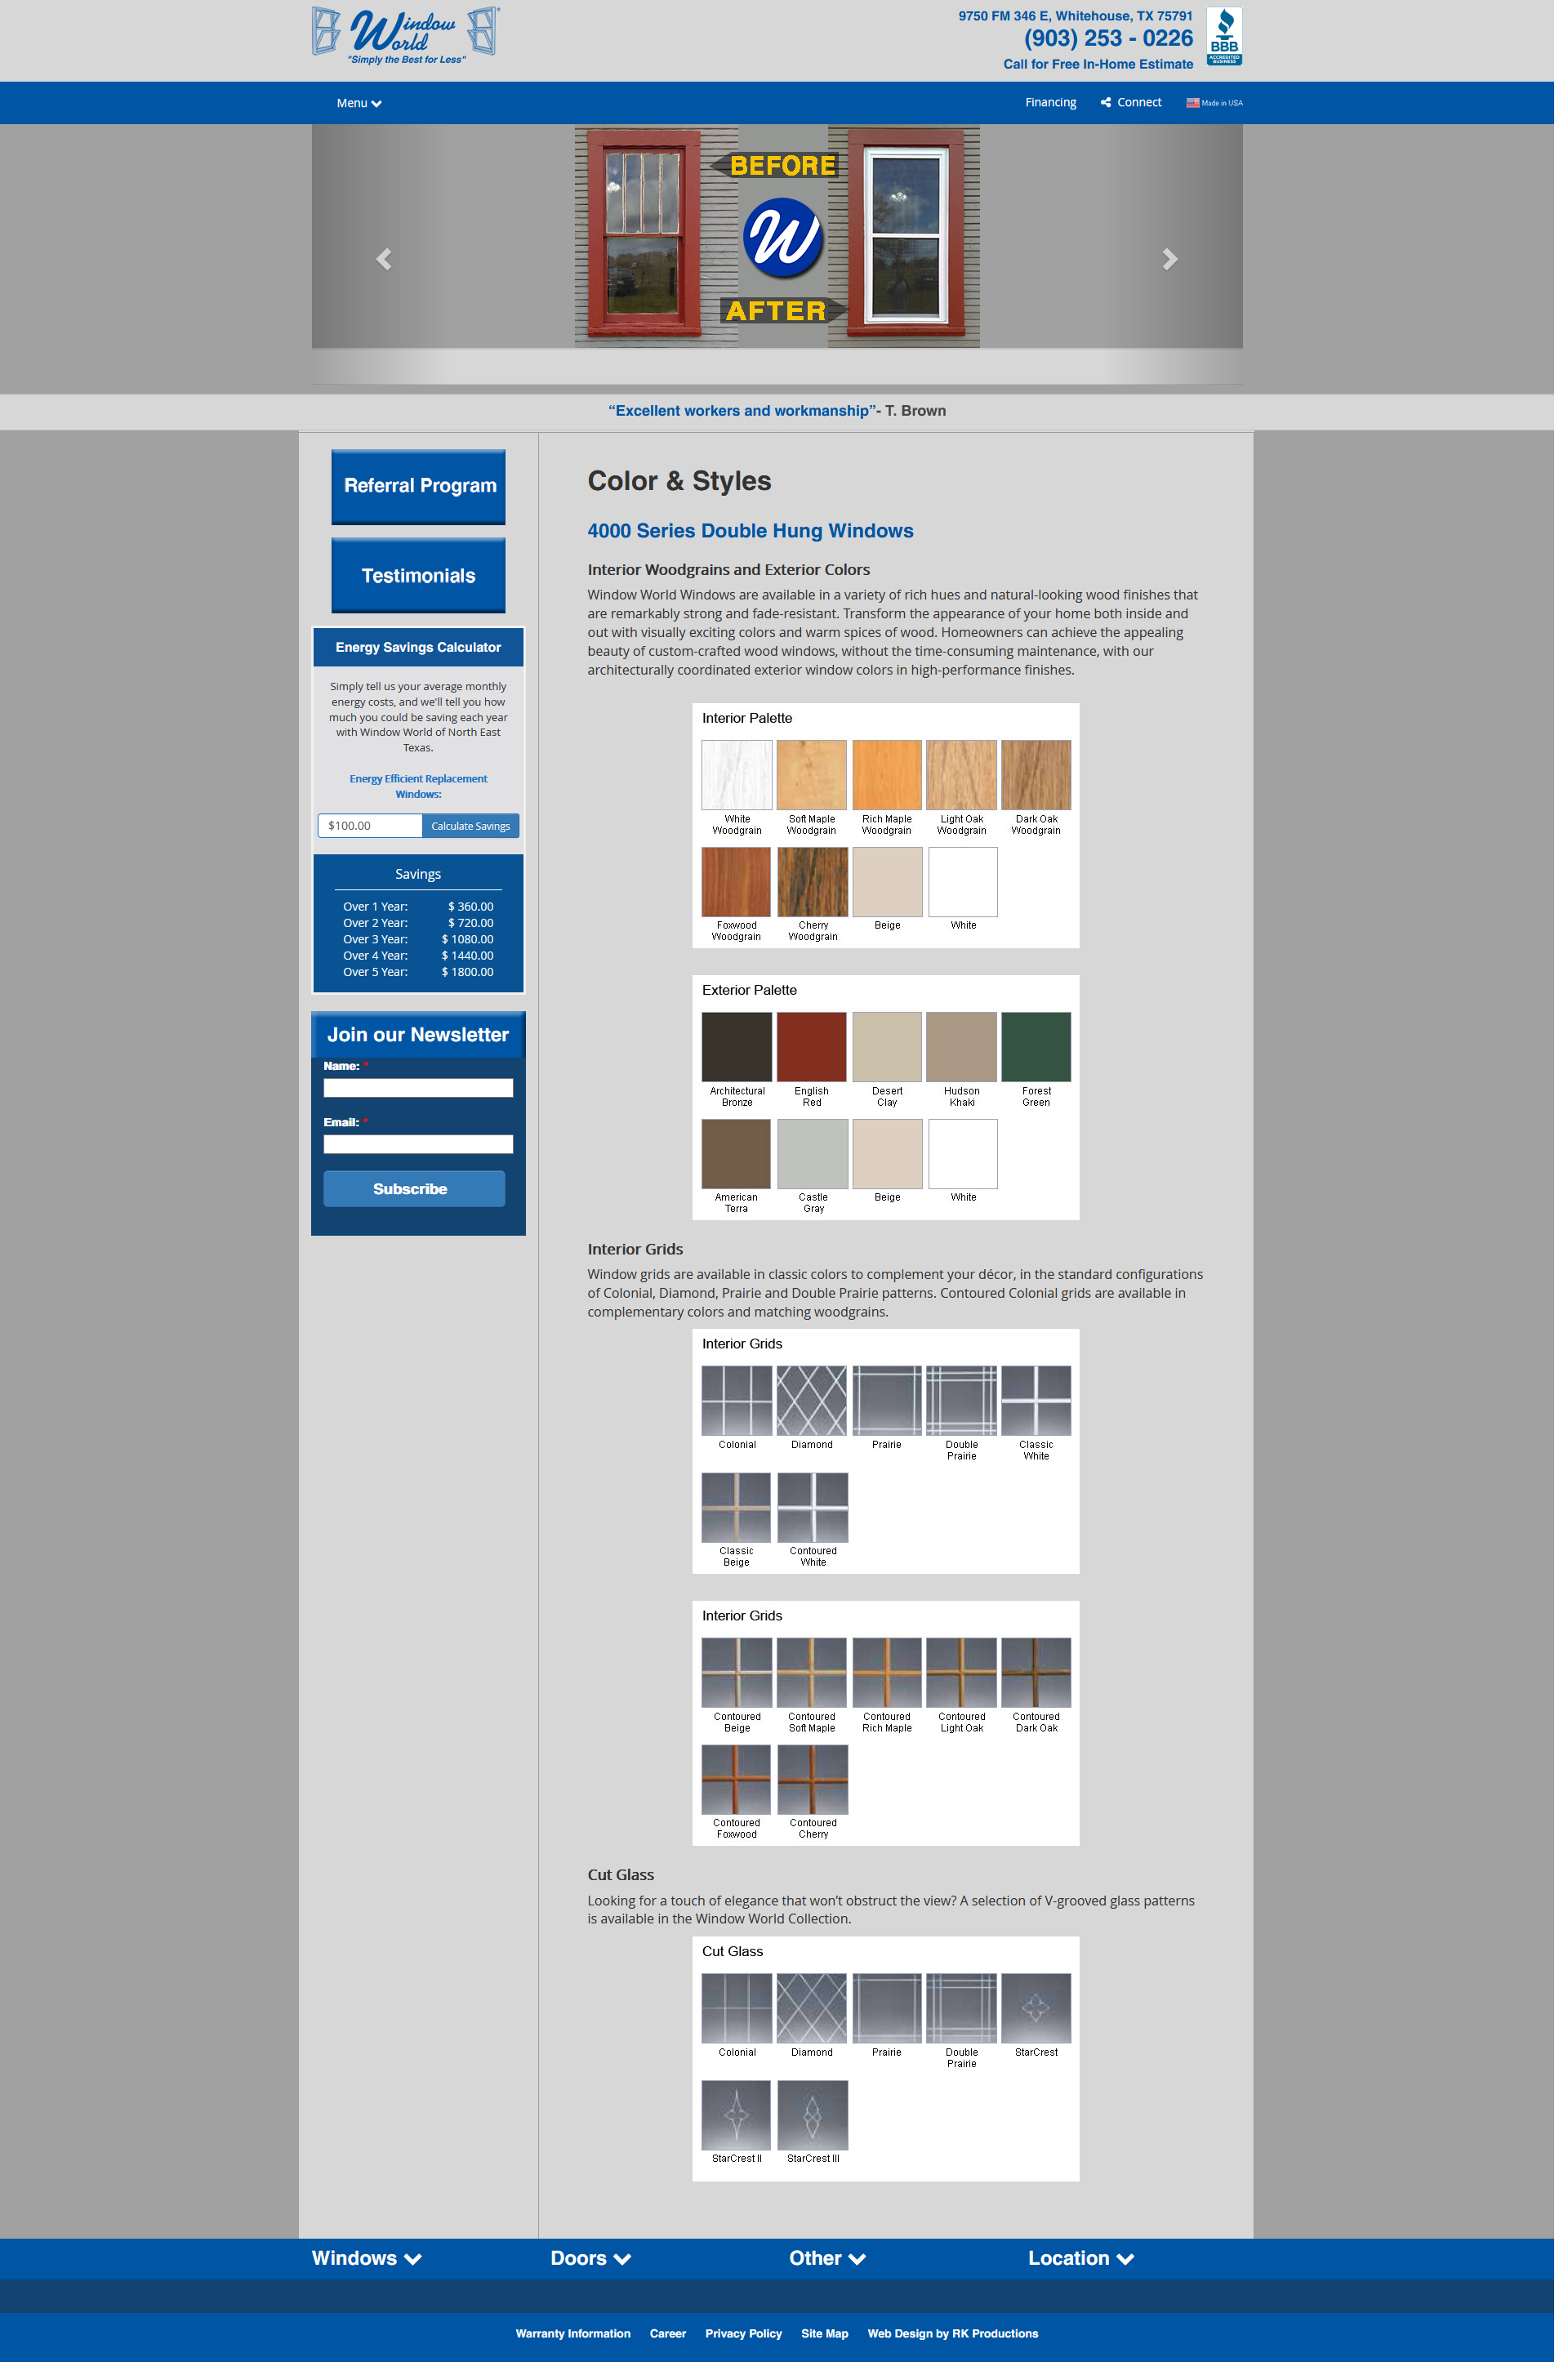 Window World
"Simply the Best for Less"
9750 FM 346 E, Whitehouse, TX 75791
(903) 253 - 0226
Call for Free In-Home Estimate
BBB
ACCREDITED BUSINESS
Menu
Financing
Connect
Made in USA
BEFORE
W
AFTER
“Excellent workers and workmanship”- T. Brown
Referral Program
Testimonials
Energy Savings Calculator
Simply tell us your average monthly
energy costs, and we'll tell you how
much you could be saving each year
with Window World of North East
Texas.
Energy Efficient Replacement
Windows:
$100.00
Calculate Savings
Savings
Over 1 Year: $ 360.00
Over 2 Year: $ 720.00
Over 3 Year: $ 1080.00
Over 4 Year: $ 1440.00
Over 5 Year: $ 1800.00
Join our Newsletter
Name: *
Email: *
Subscribe
Color & Styles
4000 Series Double Hung Windows
Interior Woodgrains and Exterior Colors
Window World Windows are available in a variety of rich hues and natural-looking wood finishes that
are remarkably strong and fade-resistant. Transform the appearance of your home both inside and
out with visually exciting colors and warm spices of wood. Homeowners can achieve the appealing
beauty of custom-crafted wood windows, without the time-consuming maintenance, with our
architecturally coordinated exterior window colors in high-performance finishes.
Interior Palette
White Woodgrain
Soft Maple Woodgrain
Rich Maple Woodgrain
Light Oak Woodgrain
Dark Oak Woodgrain
Foxwood Woodgrain
Cherry Woodgrain
Beige
White
Exterior Palette
Architectural Bronze
English Red
Desert Clay
Hudson Khaki
Forest Green
American Terra
Castle Gray
Beige
White
Interior Grids
Window grids are available in classic colors to complement your décor, in the standard configurations
of Colonial, Diamond, Prairie and Double Prairie patterns. Contoured Colonial grids are available in
complementary colors and matching woodgrains.
Interior Grids
Colonial
Diamond
Prairie
Double Prairie
Classic White
Classic Beige
Contoured White
Interior Grids
Contoured Beige
Contoured Soft Maple
Contoured Rich Maple
Contoured Light Oak
Contoured Dark Oak
Contoured Foxwood
Contoured Cherry
Cut Glass
Looking for a touch of elegance that won’t obstruct the view? A selection of V-grooved glass patterns
is available in the Window World Collection.
Cut Glass
Colonial
Diamond
Prairie
Double Prairie
StarCrest
StarCrest II
StarCrest III
Windows
Doors
Other
Location
Warranty Information
Career
Privacy Policy
Site Map
Web Design by RK Productions